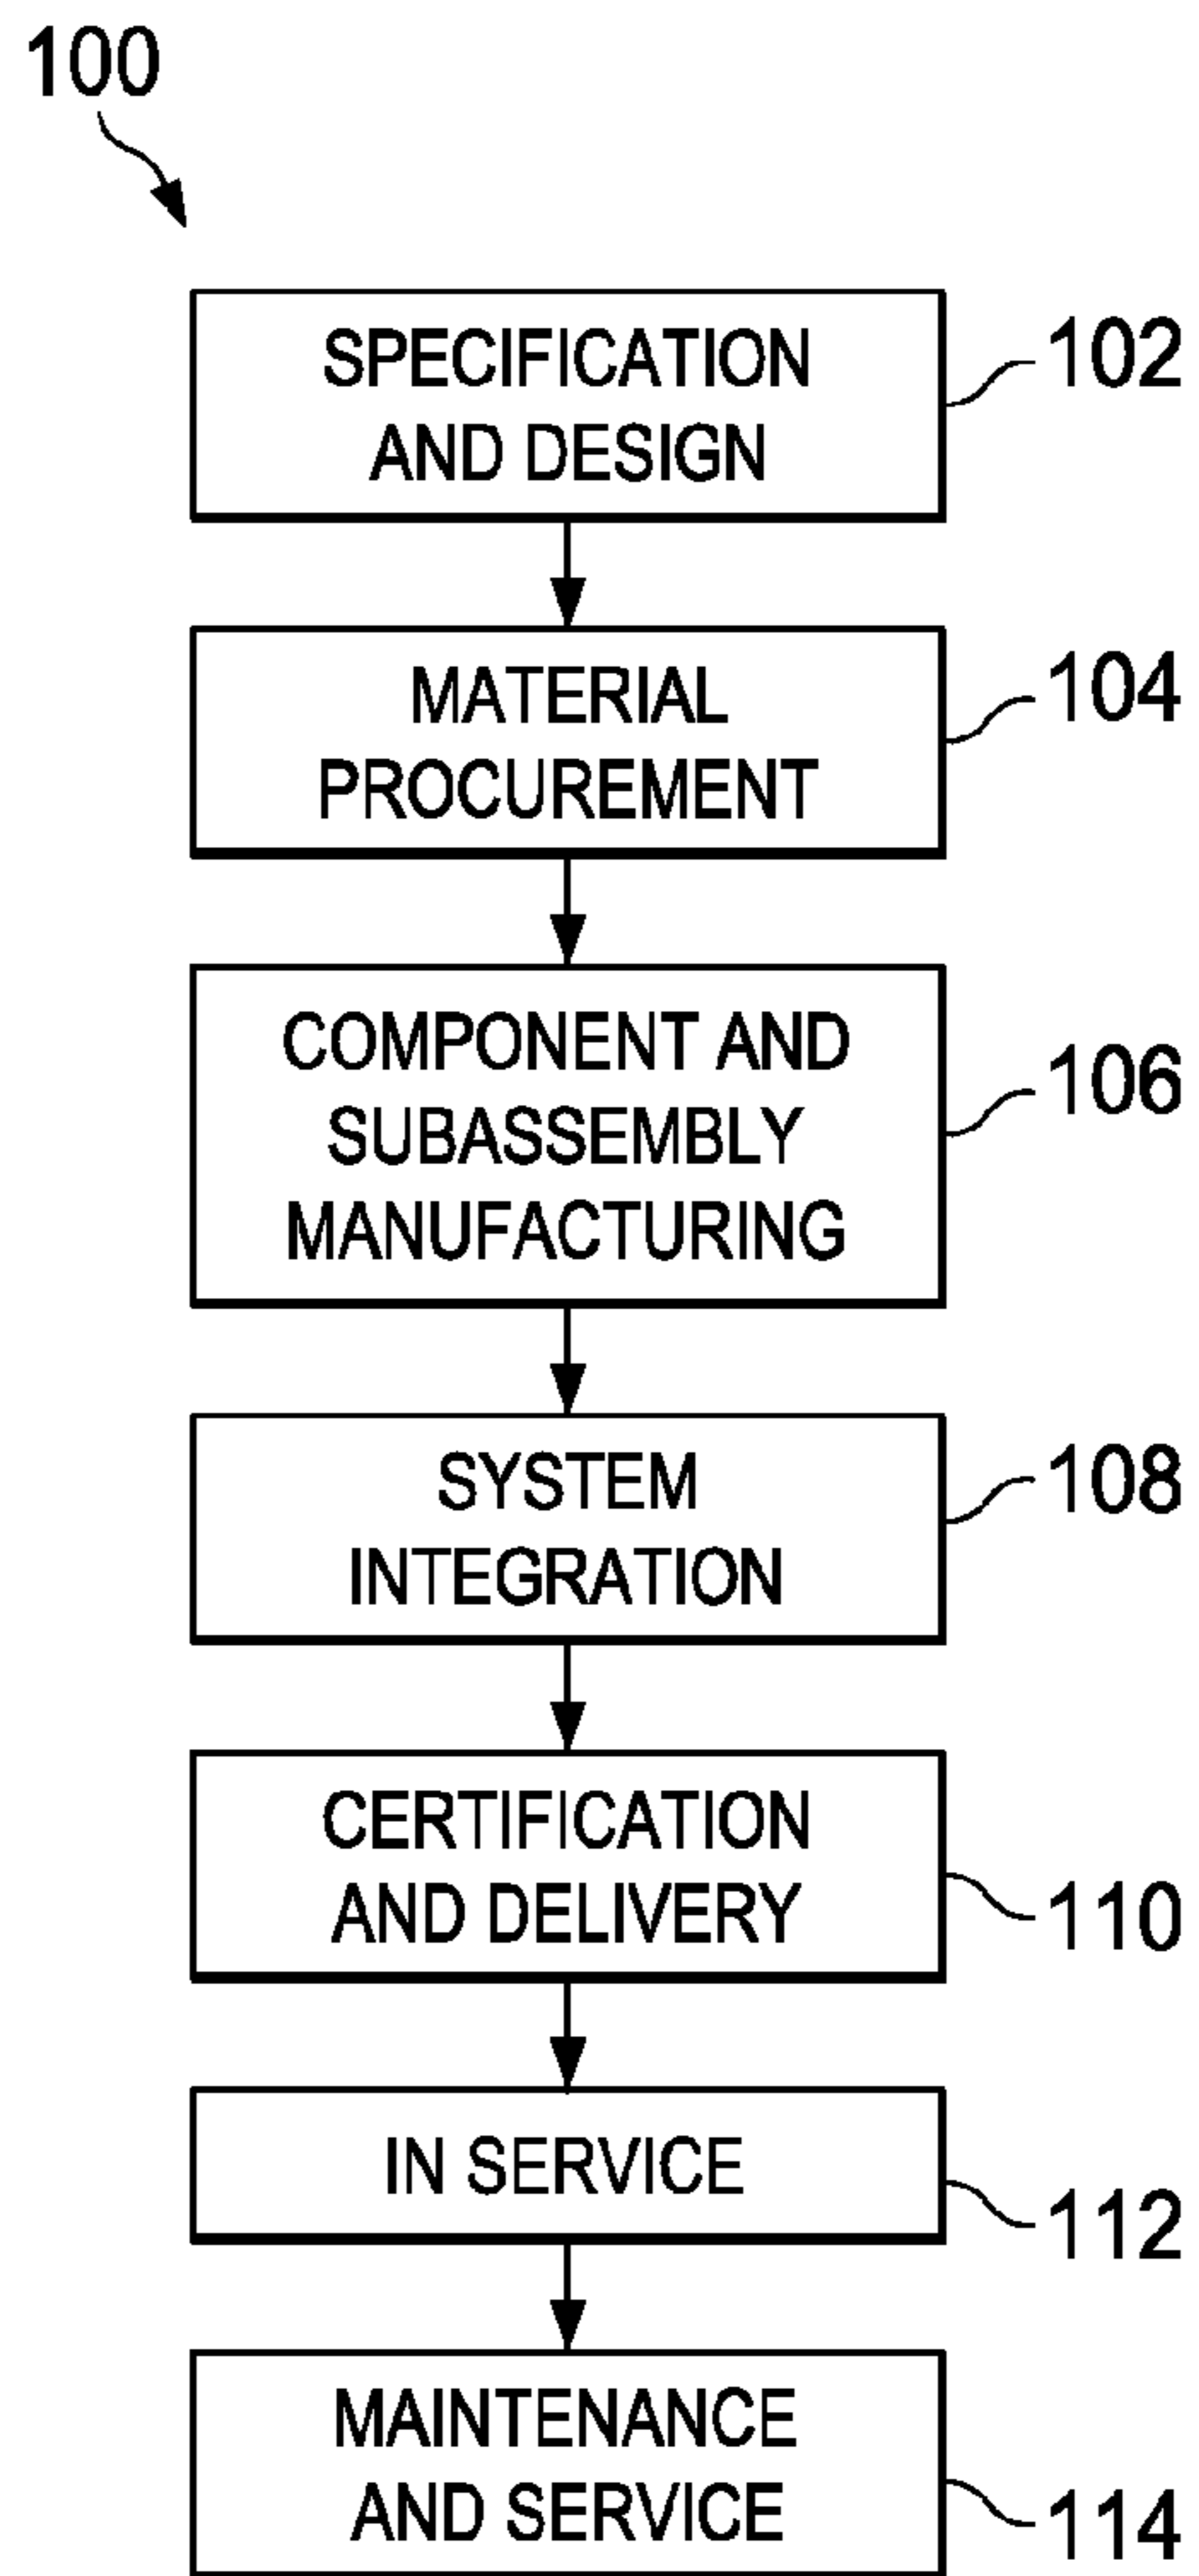 100
SPECIFICATION
AND DESIGN
102
MATERIAL
PROCUREMENT
104
COMPONENT AND
SUBASSEMBLY
MANUFACTURING
106
SYSTEM
INTEGRATION
108
CERTIFICATION
AND DELIVERY
110
IN SERVICE
112
MAINTENANCE
AND SERVICE
114